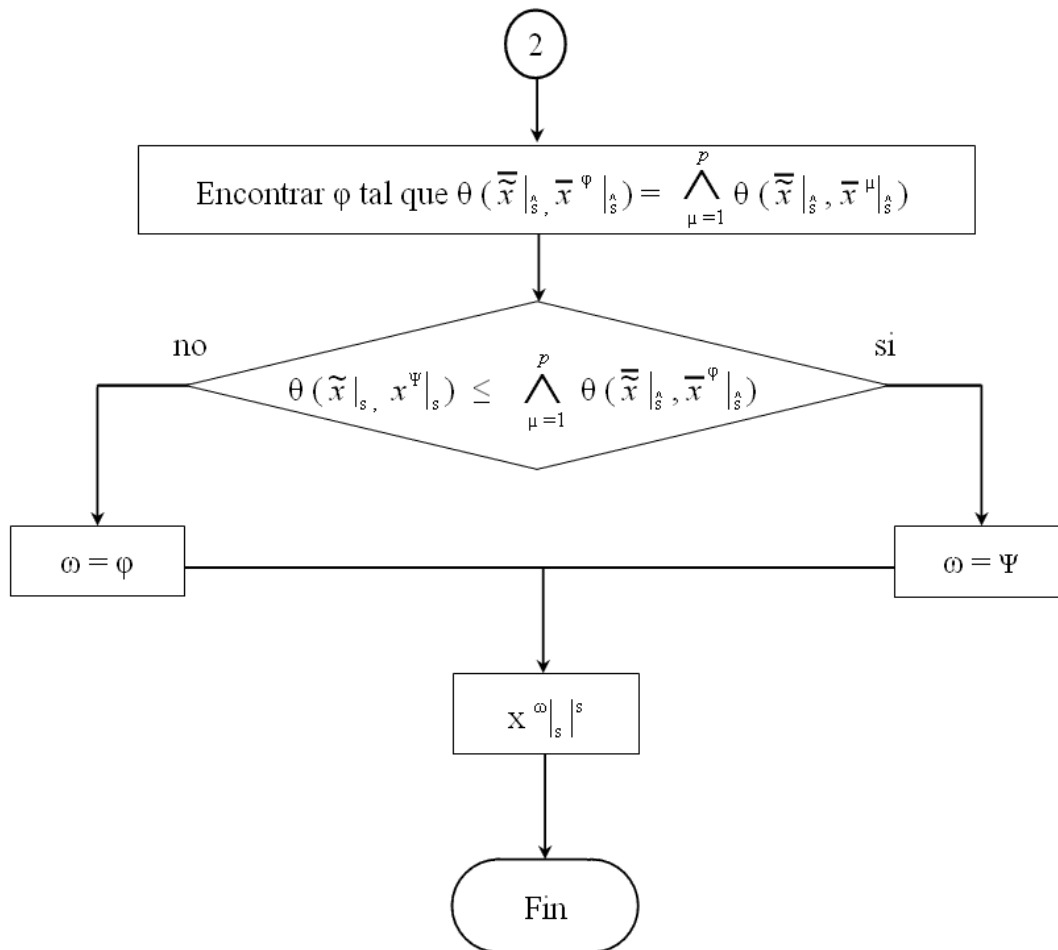 2
Encontrar φ tal que θ ( x̃̅ |ŝ , x̅ ᵠ |ŝ ) = ⋀ᵖ μ =1 θ ( x̃̅ |ŝ , x̅ ᵘ |ŝ )
no
si
θ ( x̃ |s , x^Ψ |s ) ≤ ⋀ᵖ μ =1 θ ( x̃̅ |ŝ , x̅ ᵠ |ŝ )
ω = φ
ω = Ψ
x ^ω |s |^s
Fin